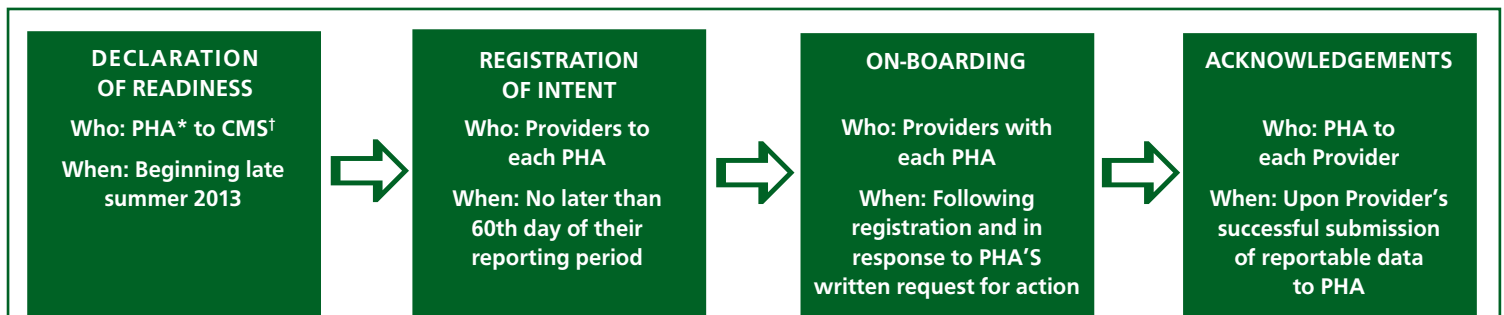 DECLARATION
OF READINESS
Who: PHA* to CMS†
When: Beginning late
summer 2013
REGISTRATION
OF INTENT
Who: Providers to
each PHA
When: No later than
60th day of their
reporting period
ON-BOARDING
Who: Providers with
each PHA
When: Following
registration and in
response to PHA'S
written request for action
ACKNOWLEDGEMENTS
Who: PHA to
each Provider
When: Upon Provider's
successful submission
of reportable data
to PHA